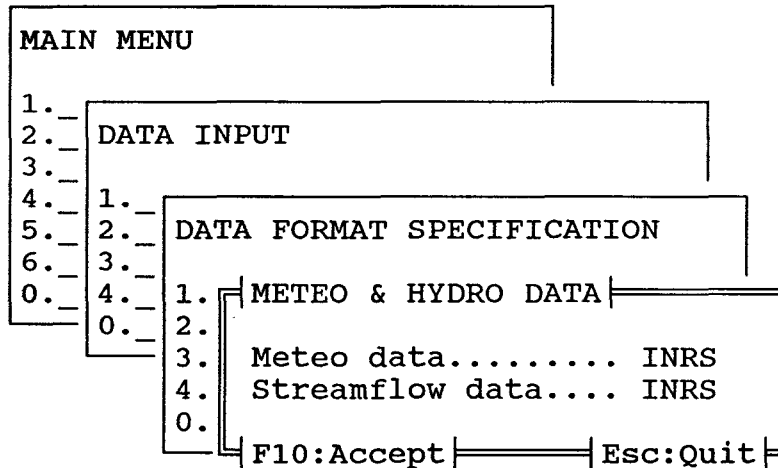 MAIN MENU
1._
2._
3._
4._
5._
6._
0._
DATA INPUT
1._
2._
3._
4._
0._
DATA FORMAT SPECIFICATION
1.
2.
3.
4.
0.
METEO & HYDRO DATA
Meteo data......... INRS
Streamflow data.... INRS
F10:Accept Esc:Quit